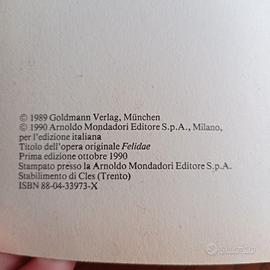 © 1989 Goldmann Verlag, München
© 1990 Arnoldo Mondadori Editore S.p.A., Milano,
per l'edizione italiana
Titolo dell'opera originale Felidae
Prima edizione ottobre 1990
Stampato presso la Arnoldo Mondadori Editore S.p.A.
Stabilimento di Cles (Trento)
ISBN 88-04-33973-X
subito